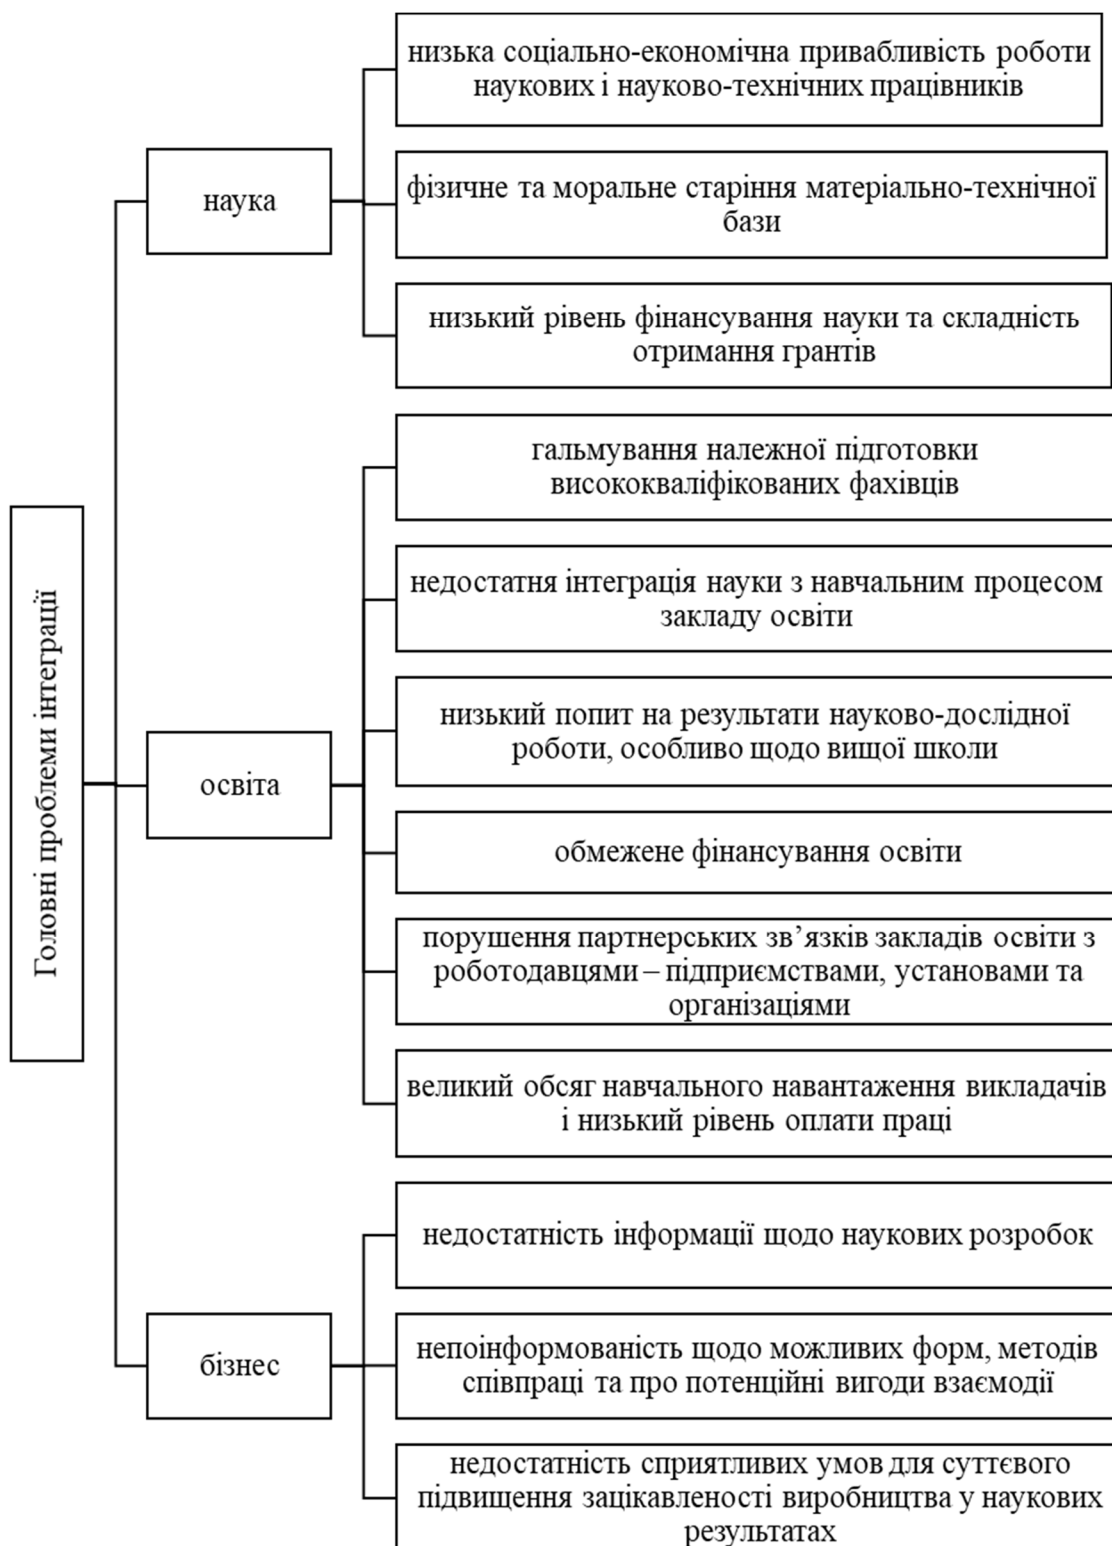 Головні проблеми інтеграції
наука
низька соціально-економічна привабливість роботи
наукових і науково-технічних працівників
фізичне та моральне старіння матеріально-технічної
бази
низький рівень фінансування науки та складність
отримання грантів
освіта
гальмування належної підготовки
висококваліфікованих фахівців
недостатня інтеграція науки з навчальним процесом
закладу освіти
низький попит на результати науково-дослідної
роботи, особливо щодо вищої школи
обмежене фінансування освіти
порушення партнерських зв’язків закладів освіти з
роботодавцями – підприємствами, установами та
організаціями
великий обсяг навчального навантаження викладачів
і низький рівень оплати праці
бізнес
недостатність інформації щодо наукових розробок
непоінформованість щодо можливих форм, методів
співпраці та про потенційні вигоди взаємодії
недостатність сприятливих умов для суттєвого
підвищення зацікавленості виробництва у наукових
результатах